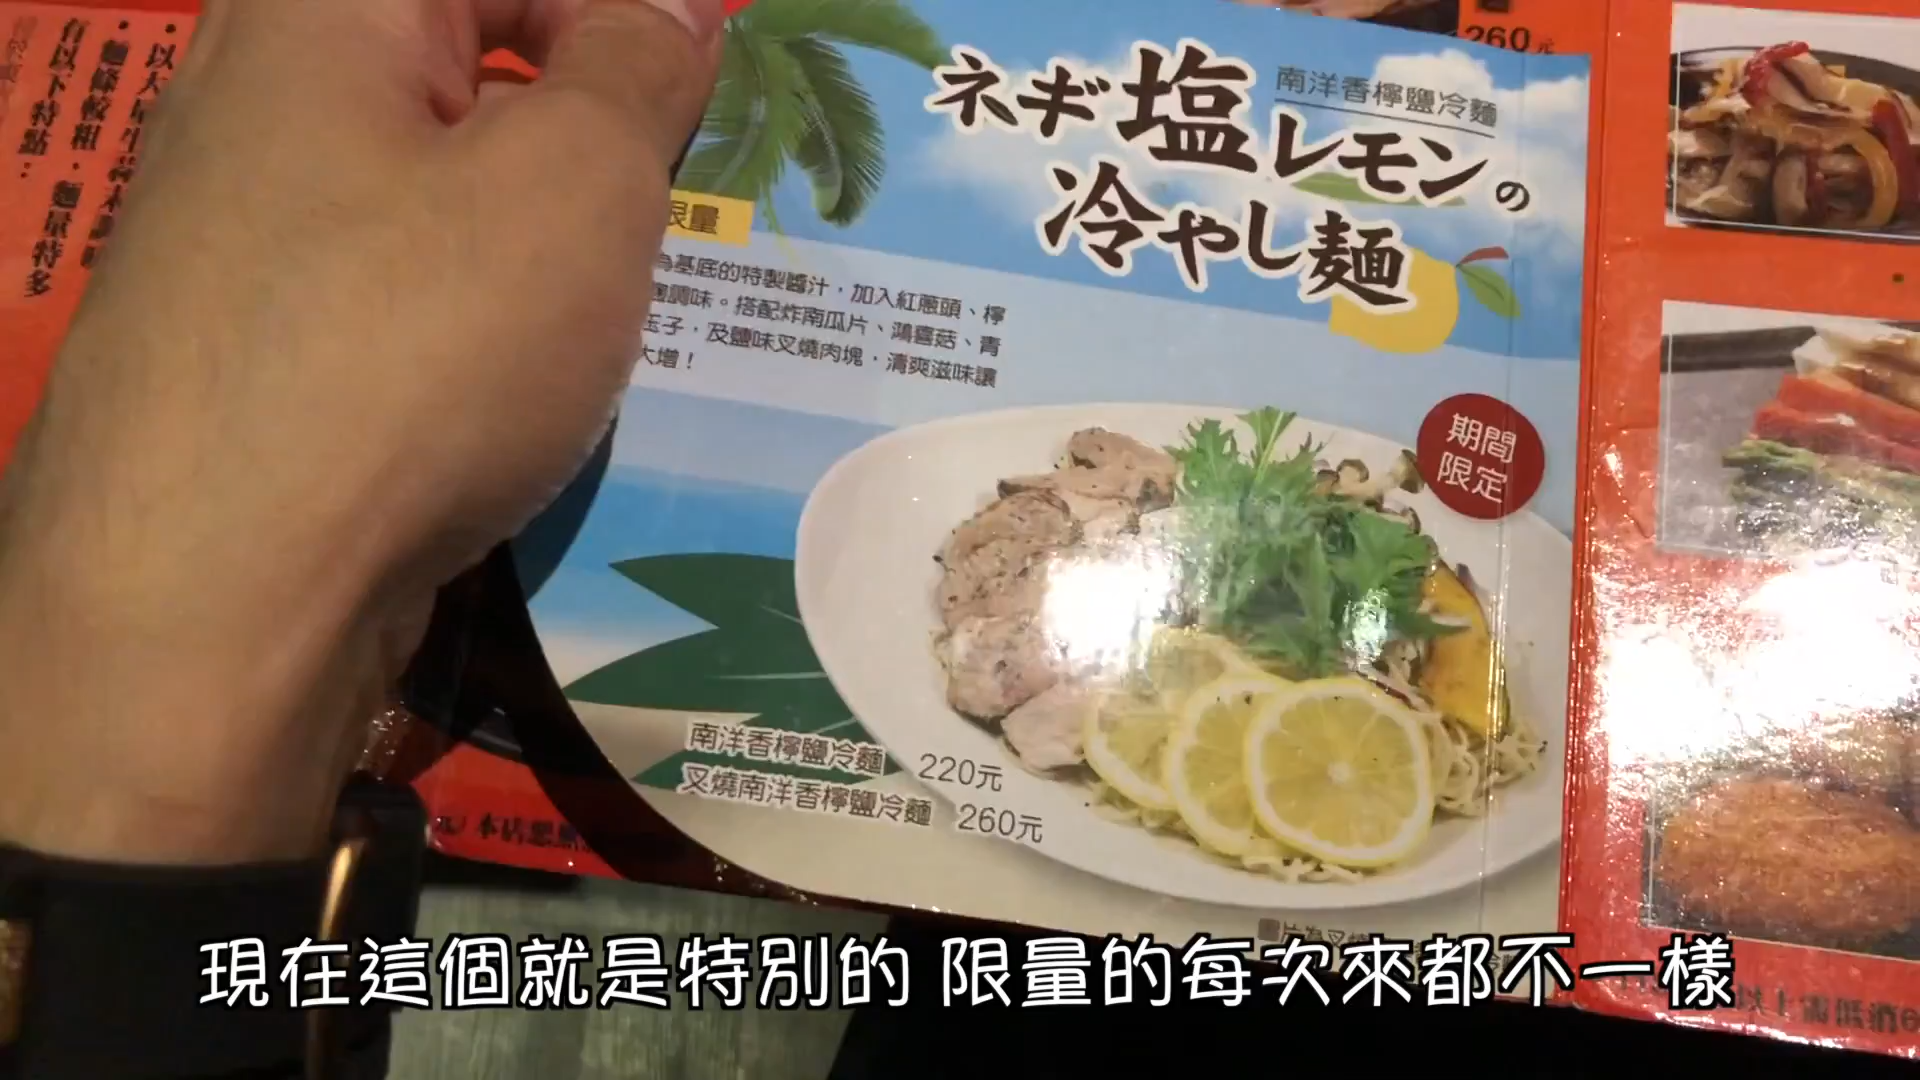 ・以大
・麵條較粗，麵量特多
有以下特點：
260元
南洋香檸鹽冷麵
ネギ塩レモンの
冷やし麺
限量
為基底的特製醬汁，加入紅蔥頭、檸
調味。搭配炸南瓜片、鴻喜菇、青
玉子，及鹽味叉燒肉塊，清爽滋味讓
大增！
期間
限定
南洋香檸鹽冷麵 220元
叉燒南洋香檸鹽冷麵 260元
圖片為叉燒
現在這個就是特別的 限量的每次來都不一樣